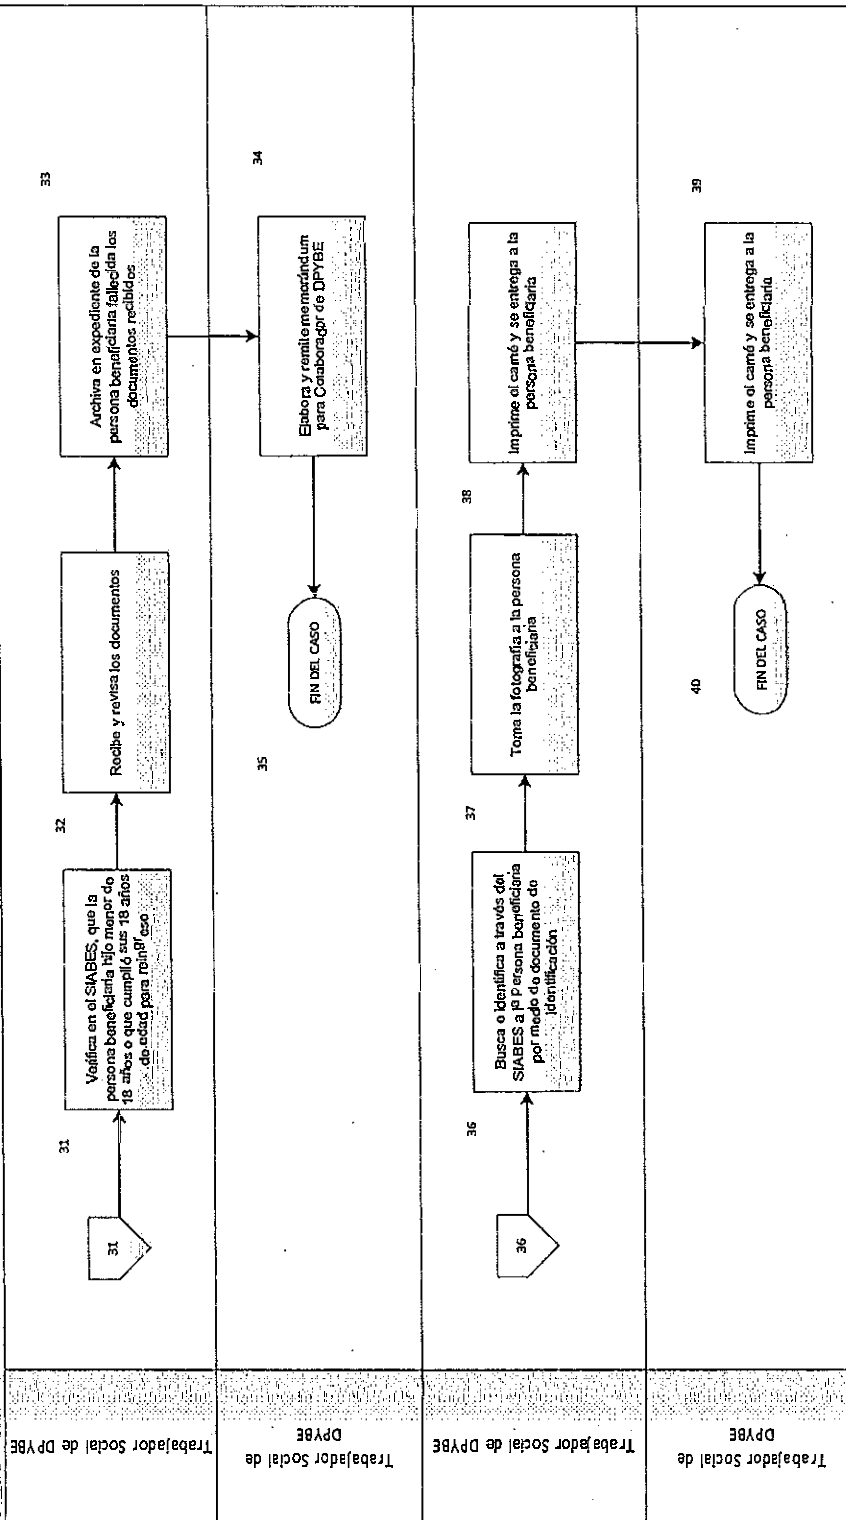 Trabajador Social de DPYBE
31
31
Verifica en el SIABES, que la
persona beneficiaria hijo menor de
18 años o que cumplió sus 18 años
de edad para reingreso
32
Recibe y revisa los documentos
33
Archiva en expediente de la
persona beneficiaria fallecida los
documentos recibidos
Trabajador Social de
DPYBE
34
Elabora y remite memorándum
para Colaborador de DPYBE
35
FIN DEL CASO
Trabajador Social de DPYBE
36
36
Busca o identifica a través del
SIABES a la persona beneficiaria
por medio de documento de
identificación
37
Toma la fotografía a la persona
beneficiaria
38
Imprime el carné y se entrega a la
persona beneficiaria
Trabajador Social de
DPYBE
39
Imprime el carné y se entrega a la
persona beneficiaria
40
FIN DEL CASO